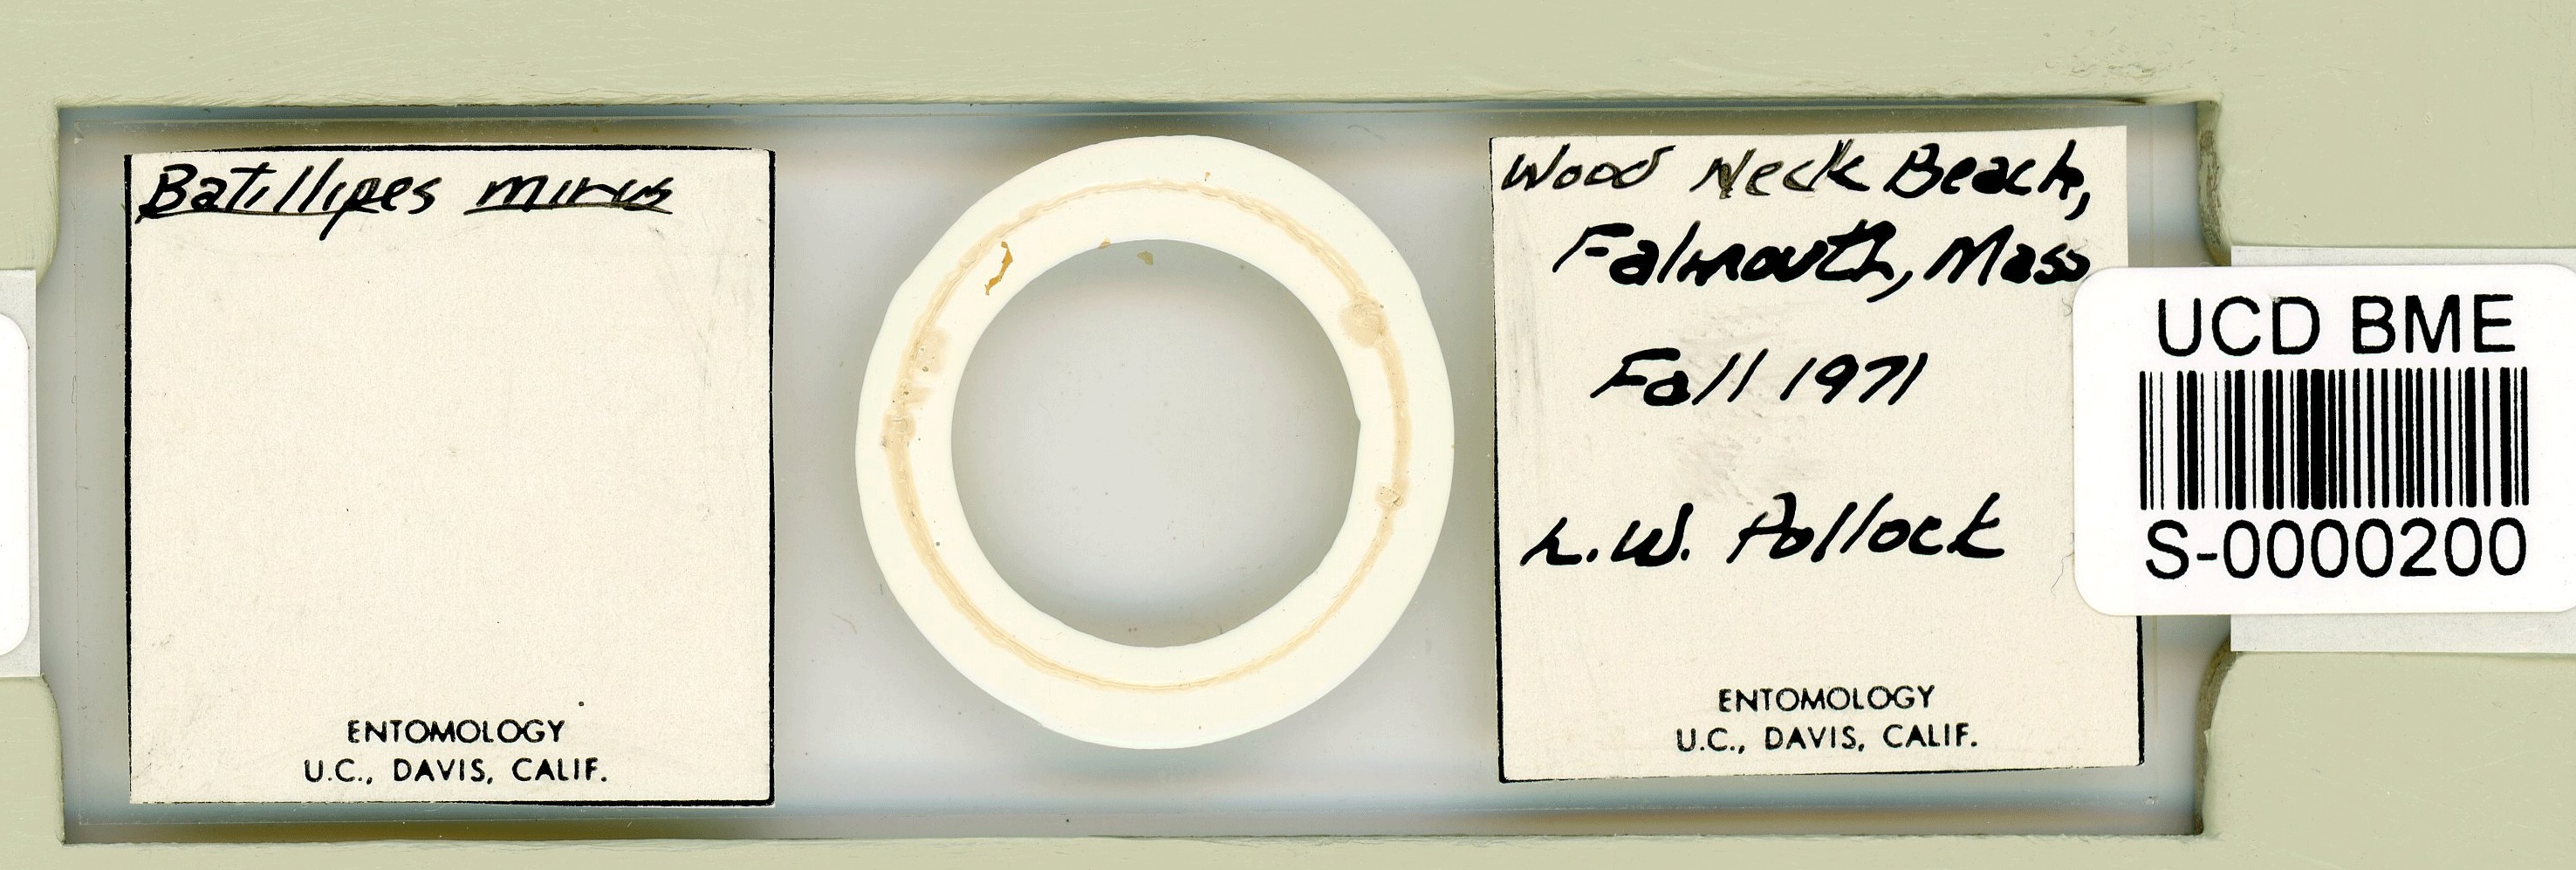 Batillipes mirus
ENTOMOLOGY
U.C., DAVIS, CALIF.
Wood Neck Beach,
Falmouth, Mass
Fall 1971
L.W. Pollock
ENTOMOLOGY
U.C., DAVIS, CALIF.
UCD BME
S-0000200